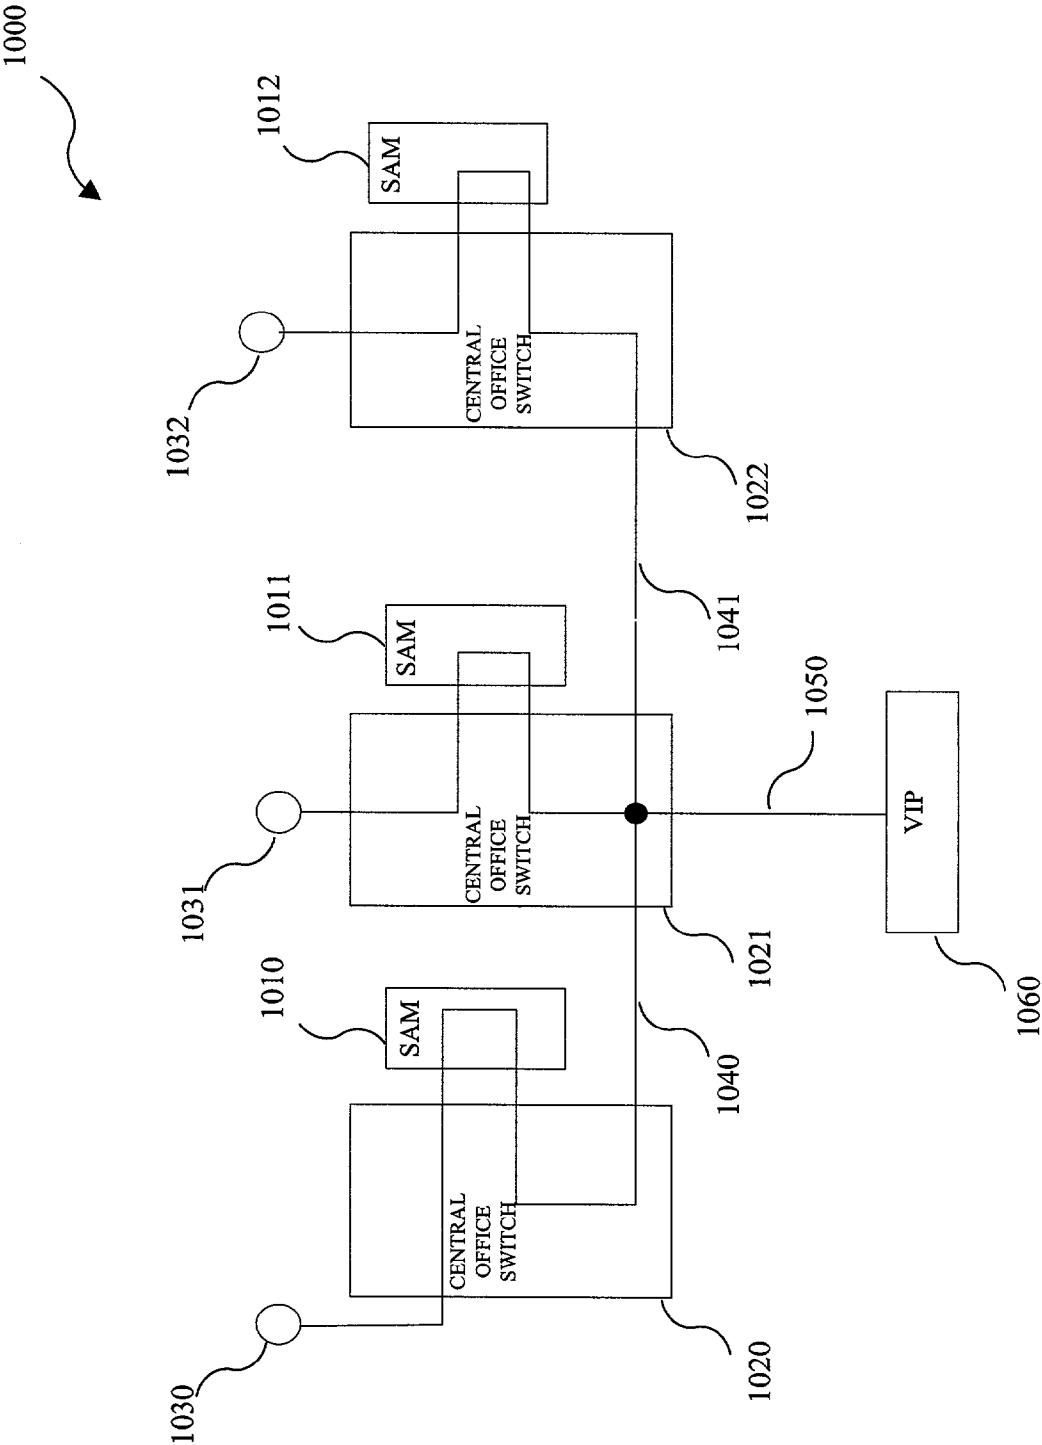 1000
1030
1031
1032
1010
1011
1012
SAM
SAM
SAM
CENTRAL
OFFICE
SWITCH
CENTRAL
OFFICE
SWITCH
CENTRAL
OFFICE
SWITCH
1020
1040
1021
1041
1022
1050
VIP
1060